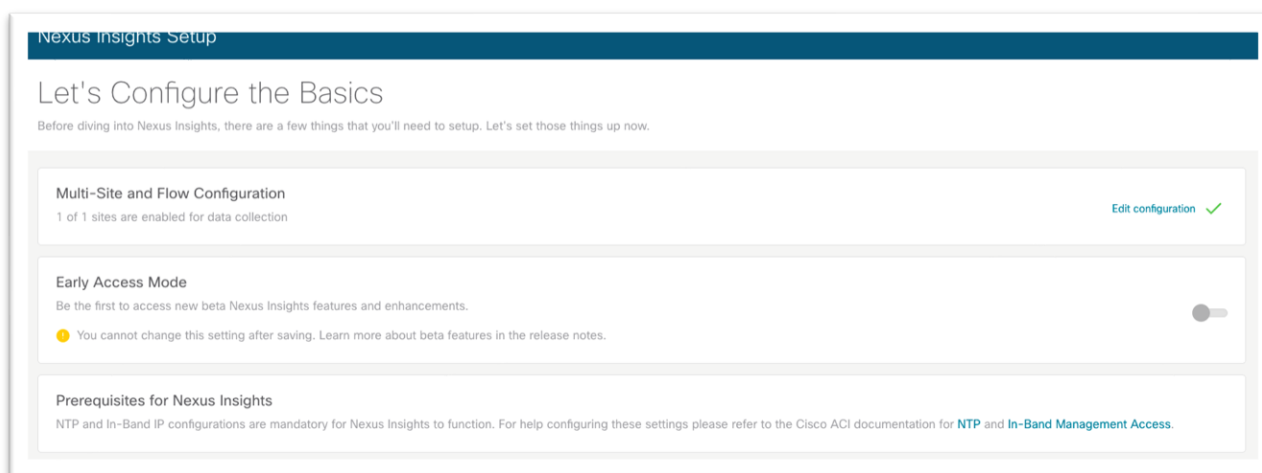 Nexus Insights Setup
Let's Configure the Basics
Before diving into Nexus Insights, there are a few things that you'll need to setup. Let's set those things up now.
Multi-Site and Flow Configuration
1 of 1 sites are enabled for data collection
Edit configuration
Early Access Mode
Be the first to access new beta Nexus Insights features and enhancements.
You cannot change this setting after saving. Learn more about beta features in the release notes.
Prerequisites for Nexus Insights
NTP and In-Band IP configurations are mandatory for Nexus Insights to function. For help configuring these settings please refer to the Cisco ACI documentation for NTP and In-Band Management Access.